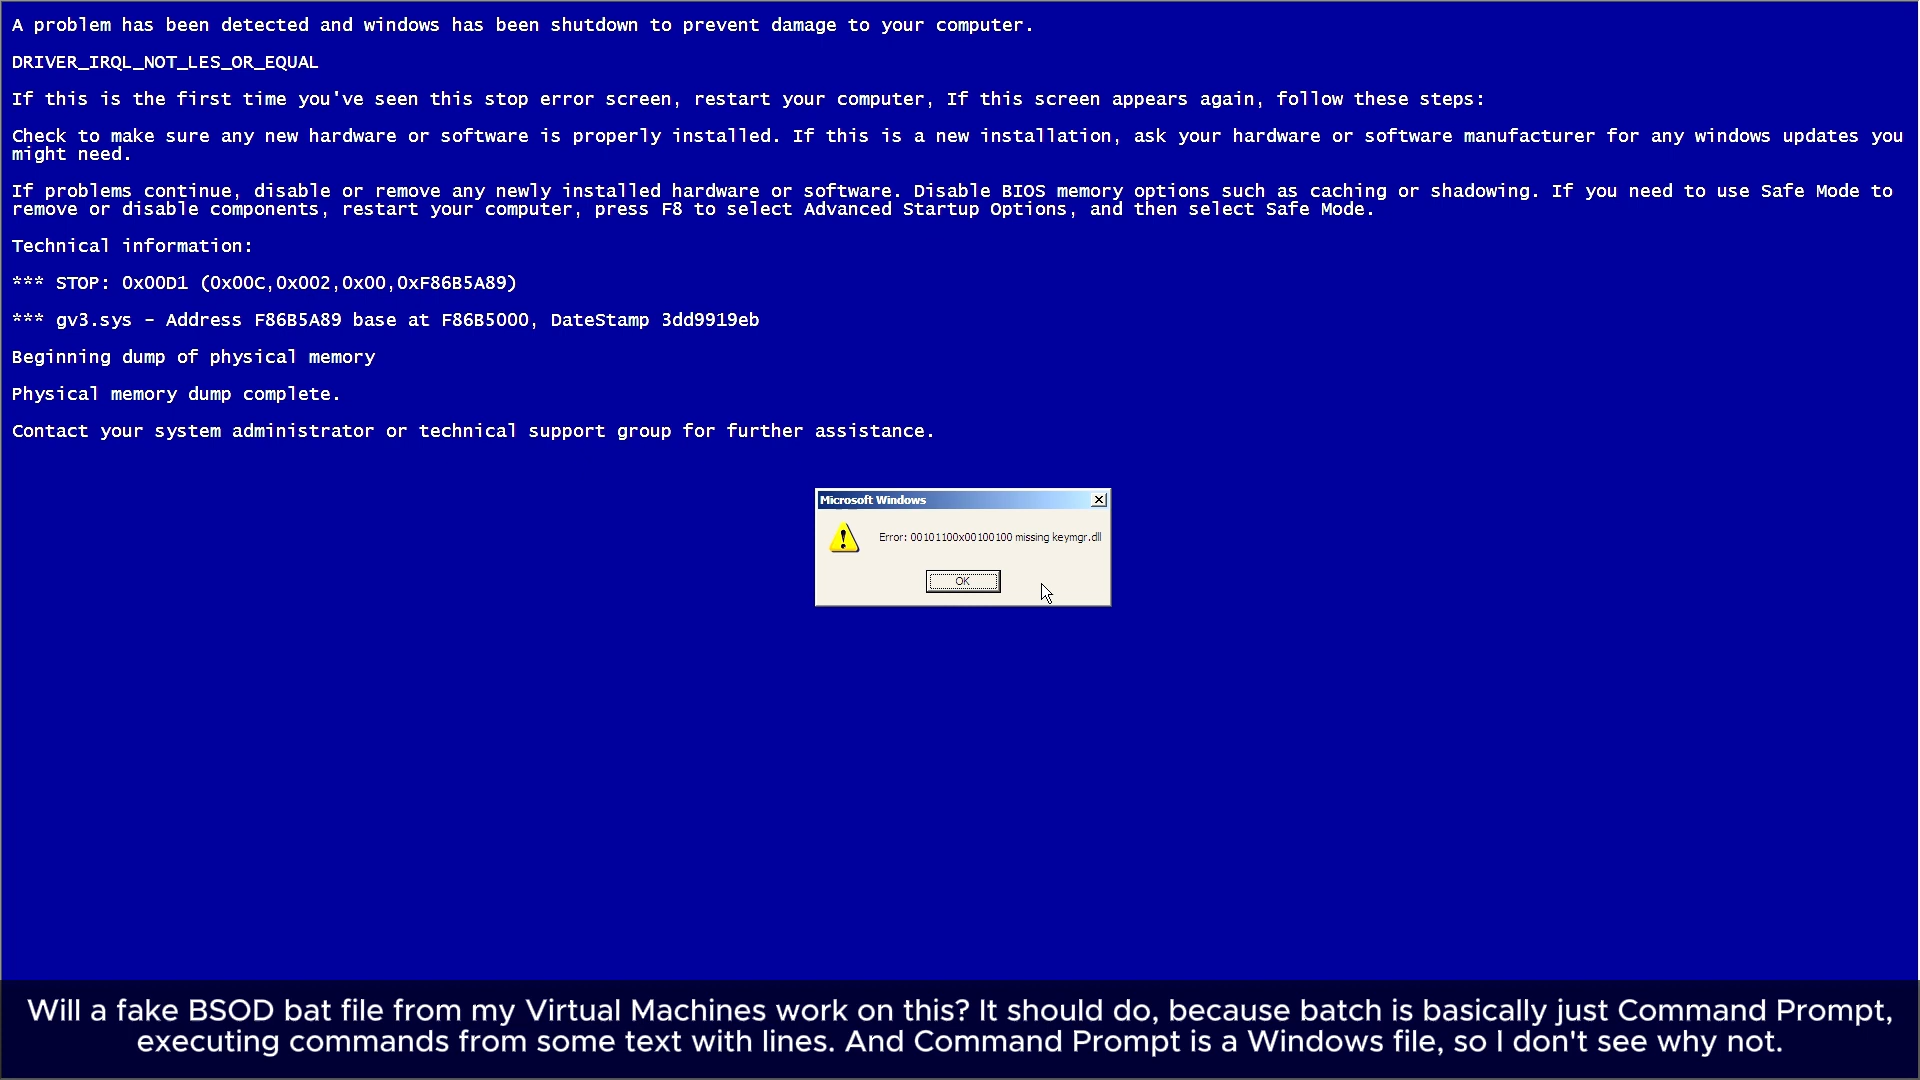 A problem has been detected and windows has been shutdown to prevent damage to your computer.
DRIVER_IRQL_NOT_LES_OR_EQUAL
If this is the first time you've seen this stop error screen, restart your computer, If this screen appears again, follow these steps:
Check to make sure any new hardware or software is properly installed. If this is a new installation, ask your hardware or software manufacturer for any windows updates you
might need.
If problems continue, disable or remove any newly installed hardware or software. Disable BIOS memory options such as caching or shadowing. If you need to use Safe Mode to
remove or disable components, restart your computer, press F8 to select Advanced Startup Options, and then select Safe Mode.
Technical information:
*** STOP: 0x00D1 (0x00C,0x002,0x00,0xF86B5A89)
*** gv3.sys - Address F86B5A89 base at F86B5000, DateStamp 3dd9919eb
Beginning dump of physical memory
Physical memory dump complete.
Contact your system administrator or technical support group for further assistance.
Microsoft Windows
Error: 00101100x00100100 missing keymgr.dll
OK
Will a fake BSOD bat file from my Virtual Machines work on this? It should do, because batch is basically just Command Prompt,
executing commands from some text with lines. And Command Prompt is a Windows file, so I don't see why not.